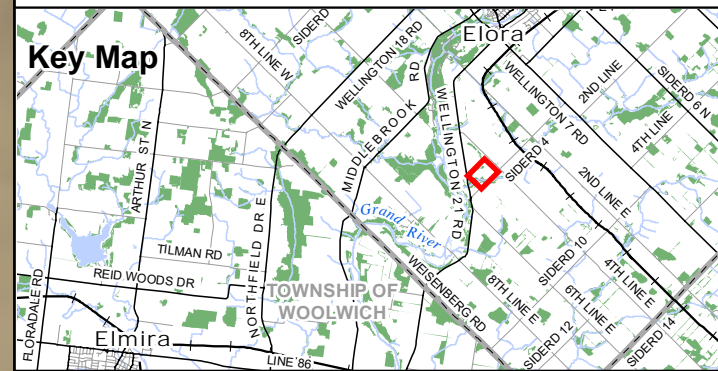 Key Map
Elora
8TH LINE W
SIDERD
WELLINGTON 18 RD
MIDDLEBROOK RD
WELLINGTON 21 RD
WELLINGTON 7 RD
2ND LINE
SIDERD 6 N
4TH LINE
SIDERD 4
2ND LINE E
ARTHUR ST N
Grand River
TILMAN RD
REID WOODS DR
NORTHFIELD DR E
FLORADALE RD
TOWNSHIP OF
WOOLWICH
WEISENBERG RD
SIDERD 10
8TH LINE E
6TH LINE E
4TH LINE E
SIDERD 12
SIDERD 14
Elmira
LINE 86